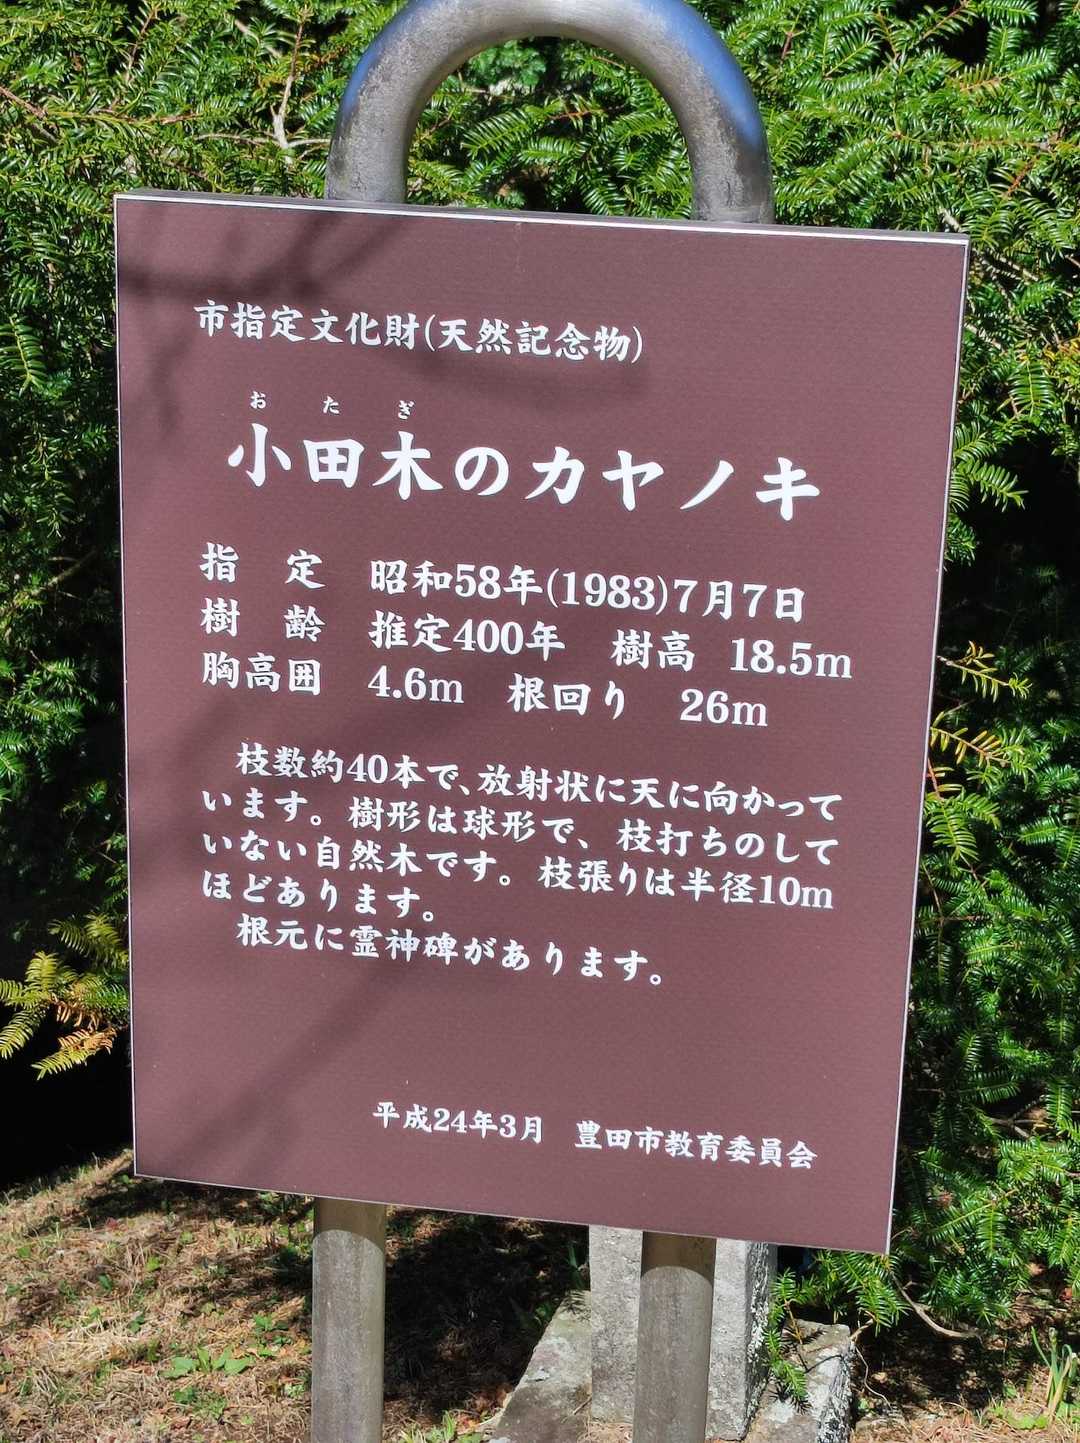 市指定文化財(天然記念物)
おたぎ
小田木のカヤノキ
指　定　昭和58年(1983)7月7日
樹　齢　推定400年　樹高　18.5m
胸高囲　4.6m　根回り　26m
枝数約40本で、放射状に天に向かって
います。樹形は球形で、枝打ちのして
いない自然木です。枝張りは半径10m
ほどあります。
根元に霊神碑があります。
平成24年3月　豊田市教育委員会